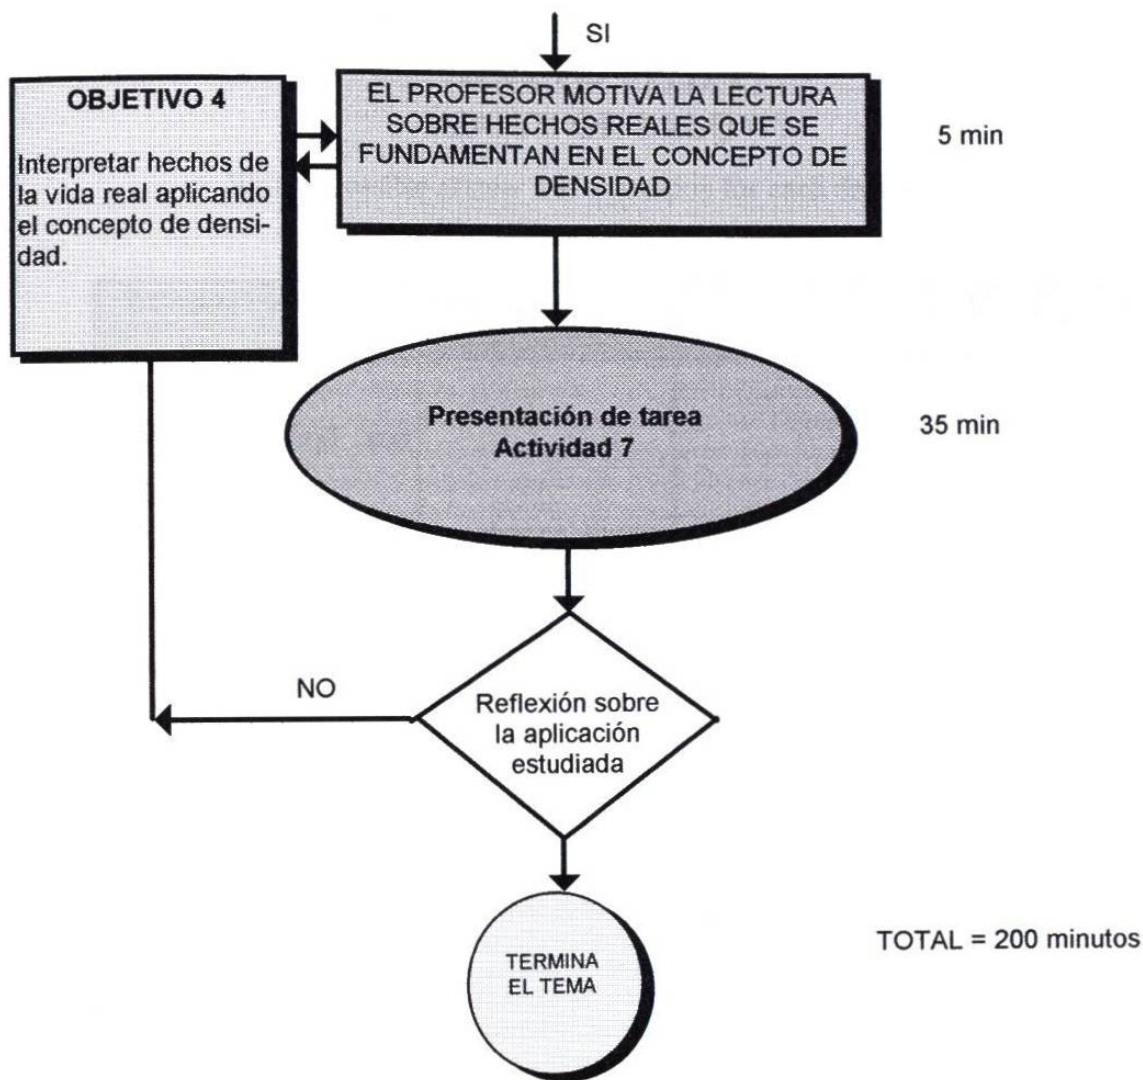 SI
OBJETIVO 4
Interpretar hechos de
la vida real aplicando
el concepto de densi-
dad.
EL PROFESOR MOTIVA LA LECTURA
SOBRE HECHOS REALES QUE SE
FUNDAMENTAN EN EL CONCEPTO DE
DENSIDAD
5 min
Presentación de tarea
Actividad 7
35 min
NO
Reflexión sobre
la aplicación
estudiada
TERMINA
EL TEMA
TOTAL = 200 minutos